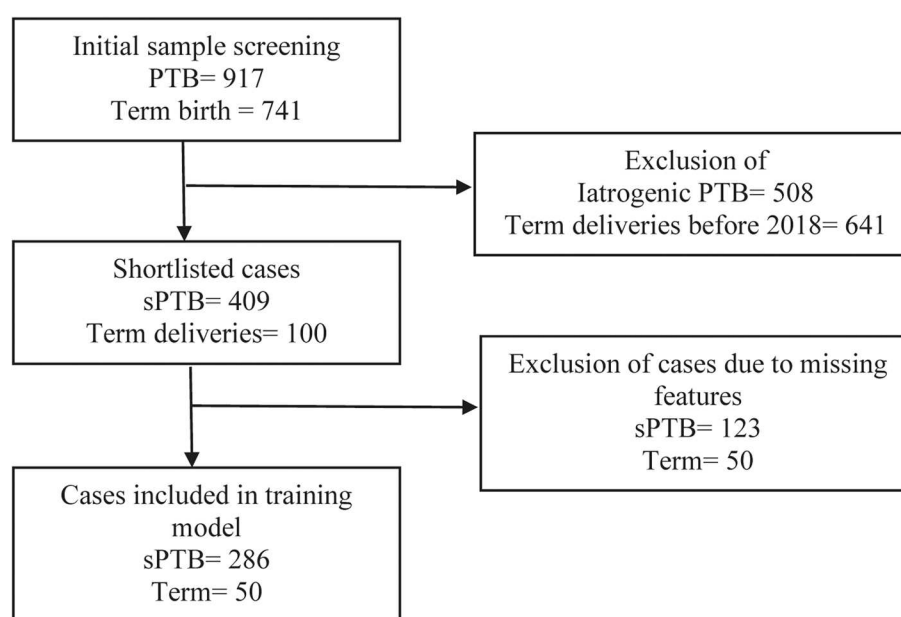 Initial sample screening
PTB= 917
Term birth = 741
Exclusion of
Iatrogenic PTB= 508
Term deliveries before 2018= 641
Shortlisted cases
sPTB= 409
Term deliveries= 100
Exclusion of cases due to missing
features
sPTB= 123
Term= 50
Cases included in training
model
sPTB= 286
Term= 50